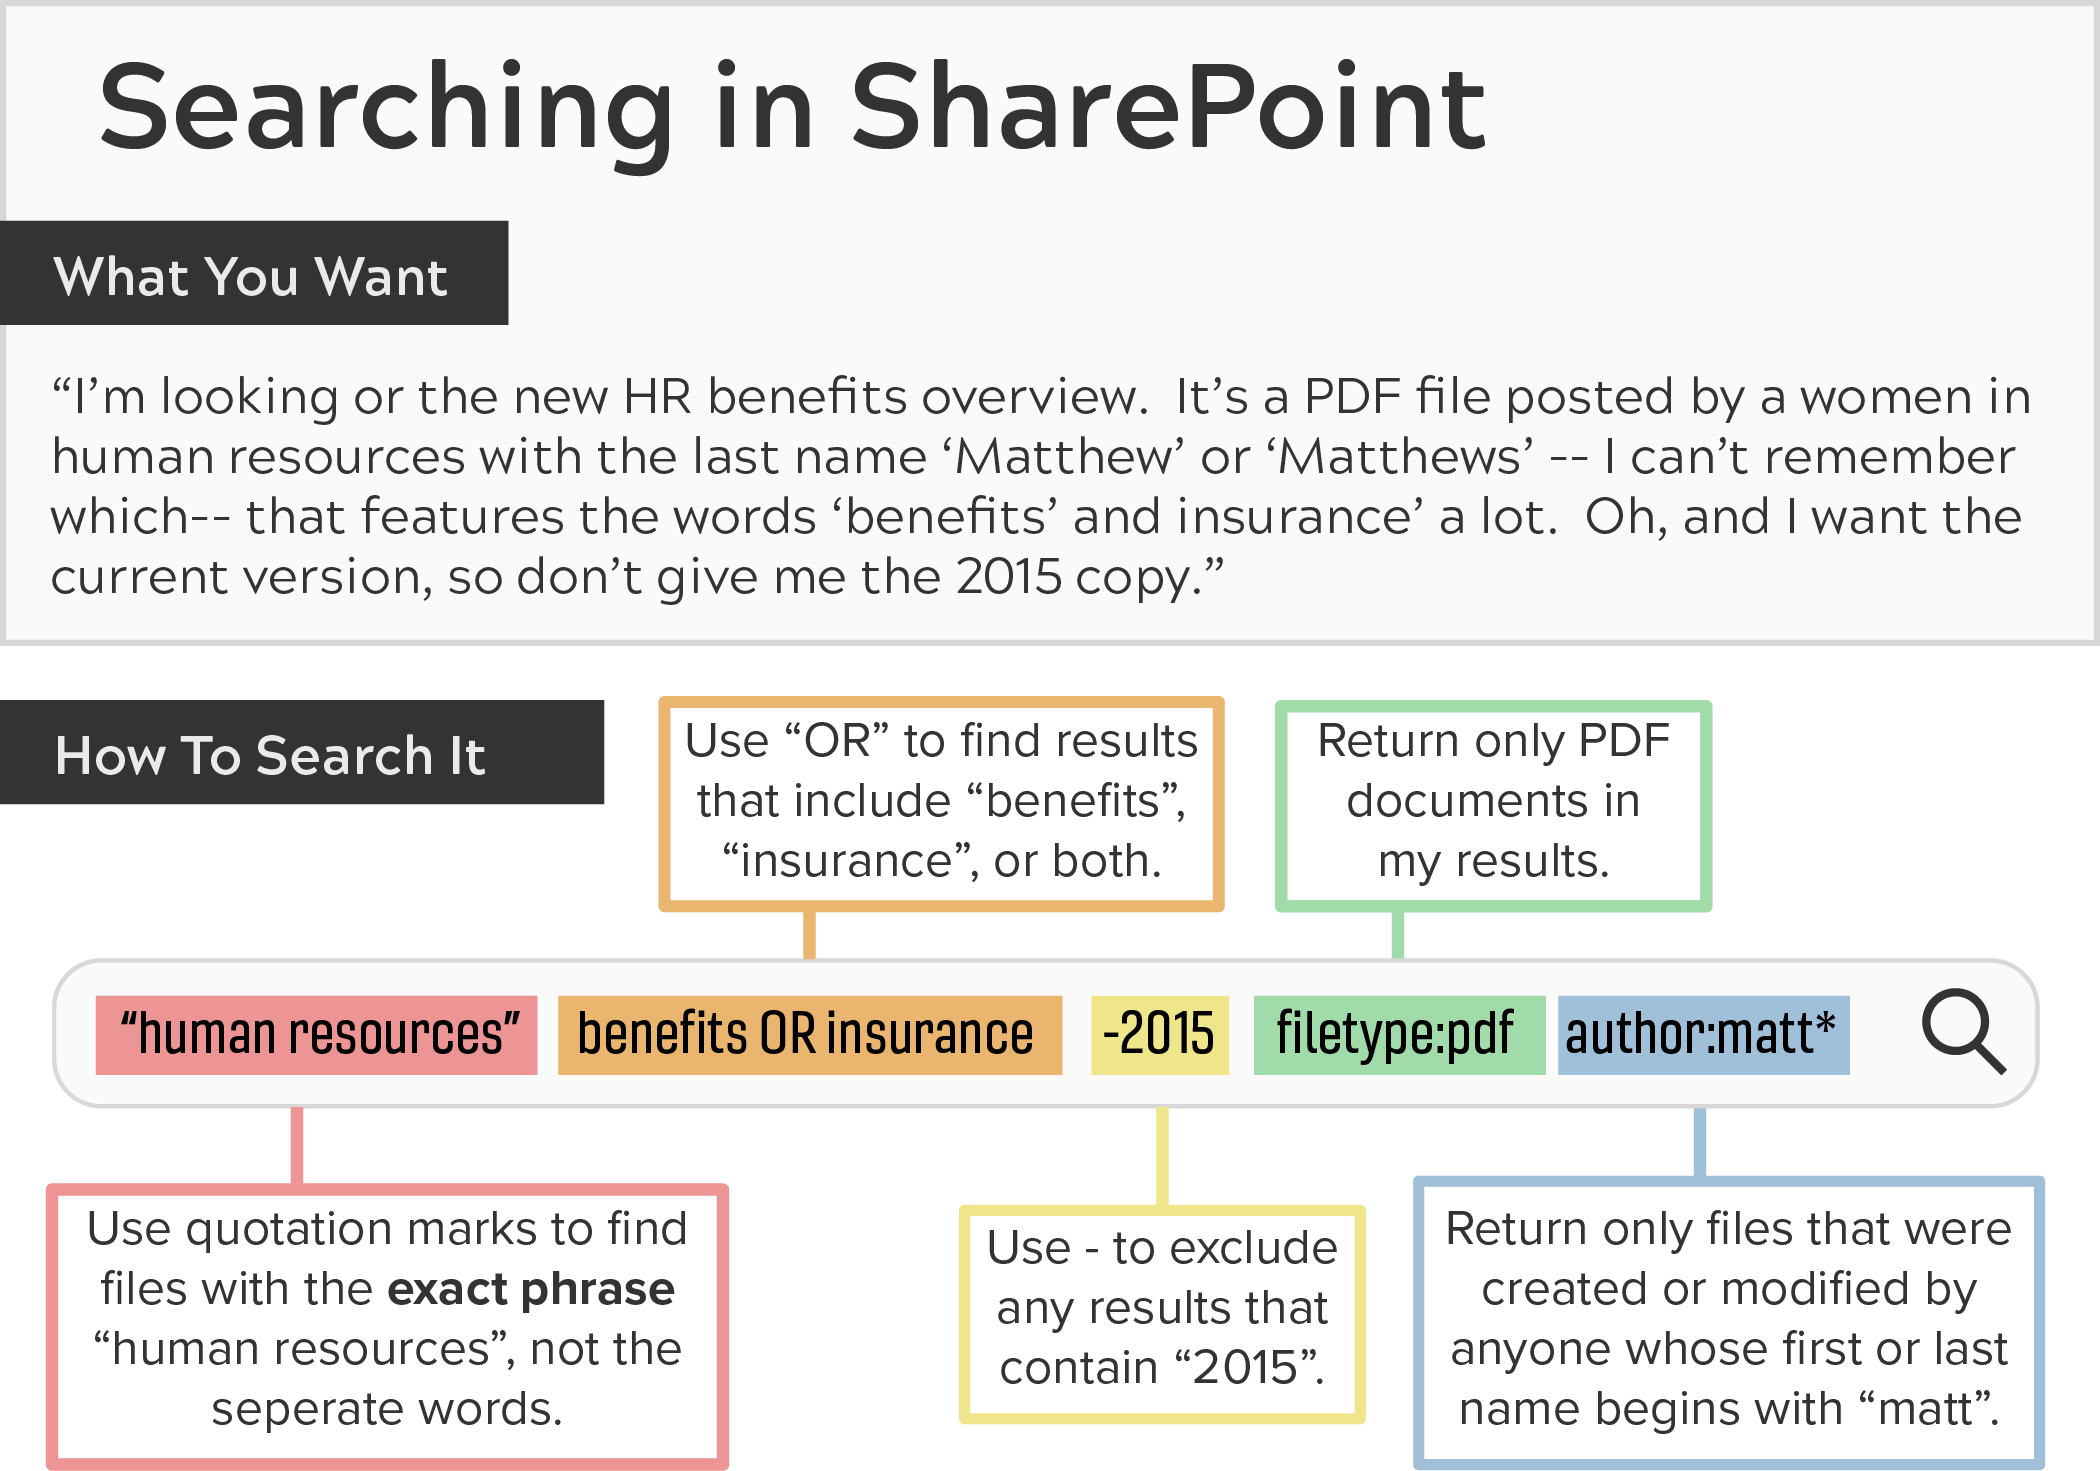 Searching in SharePoint
What You Want
“I’m looking or the new HR benefits overview.  It’s a PDF file posted by a women in
human resources with the last name ‘Matthew’ or ‘Matthews’ -- I can’t remember
which-- that features the words ‘benefits’ and insurance’ a lot.  Oh, and I want the
current version, so don’t give me the 2015 copy.”
How To Search It
Use “OR” to find results
that include “benefits”,
“insurance”, or both.
Return only PDF
documents in
my results.
“human resources” benefits OR insurance -2015 filetype:pdf author:matt*
Use quotation marks to find
files with the exact phrase
“human resources”, not the
seperate words.
Use - to exclude
any results that
contain “2015”.
Return only files that were
created or modified by
anyone whose first or last
name begins with “matt”.